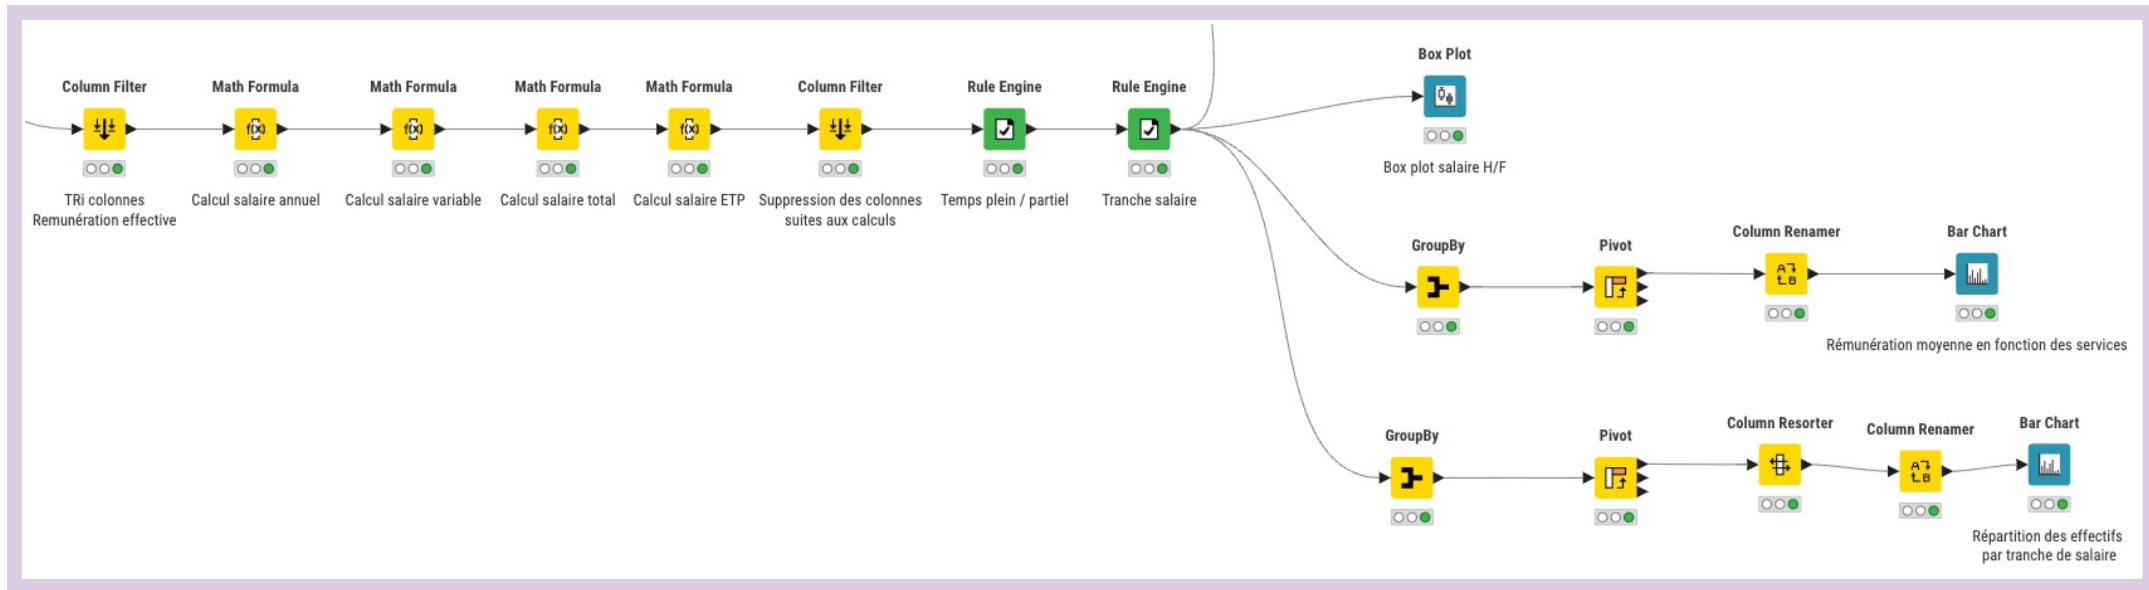 Column Filter
TRi colonnes
Remunération effective
Math Formula
f(x)
Calcul salaire annuel
Math Formula
f(x)
Calcul salaire variable
Math Formula
f(x)
Calcul salaire total
Math Formula
f(x)
Calcul salaire ETP
Column Filter
Suppression des colonnes
suites aux calculs
Rule Engine
Temps plein / partiel
Rule Engine
Tranche salaire
Box Plot
Box plot salaire H/F
GroupBy
Pivot
Column Renamer
A
B
Bar Chart
Rémunération moyenne en fonction des services
GroupBy
Pivot
Column Resorter
Column Renamer
A
B
Bar Chart
Répartition des effectifs
par tranche de salaire